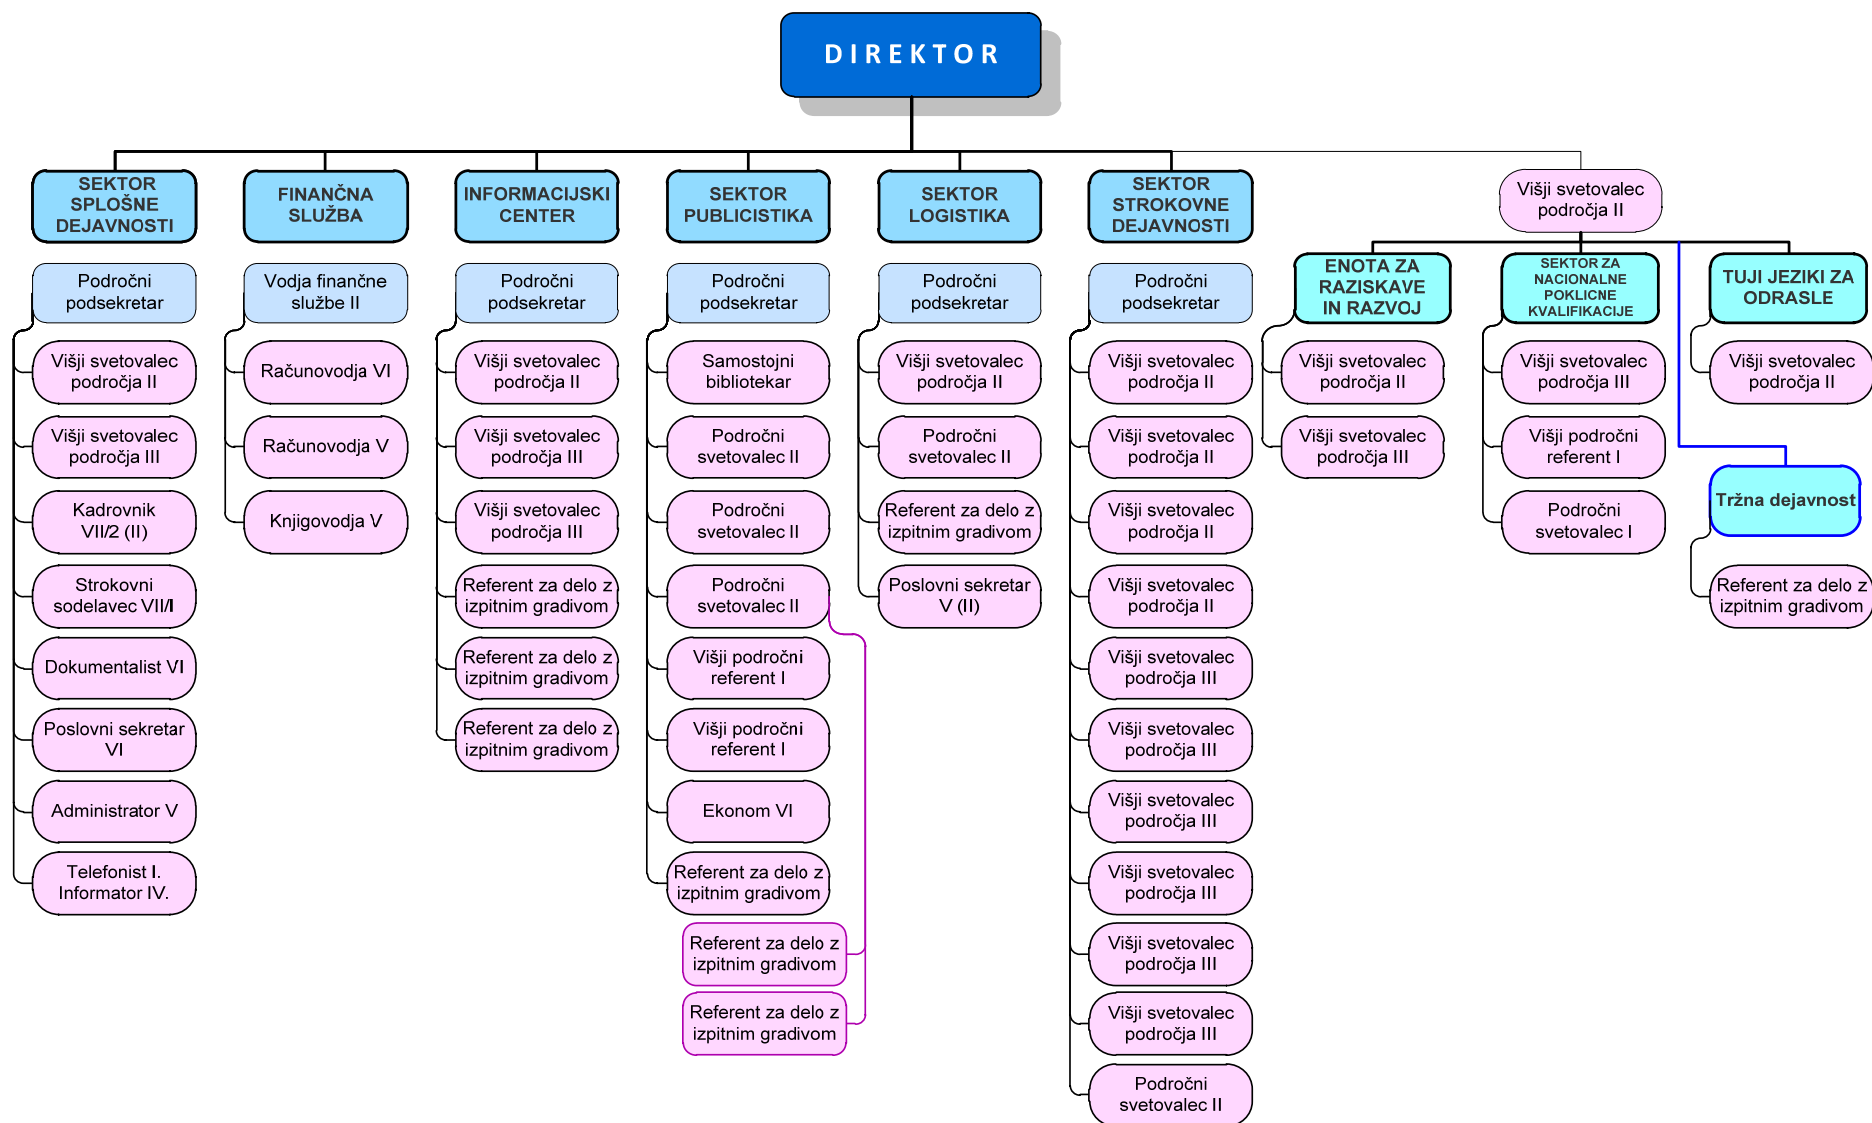 DIREKTOR
SEKTOR
SPLOŠNE
DEJAVNOSTI
Področni
podsekretar
Višji svetovalec
področja II
Višji svetovalec
področja III
Kadrovnik
VII/2 (II)
Strokovni
sodelavec VII/I
Dokumentalist VI
Poslovni sekretar
VI
Administrator V
Telefonist I.
Informator IV.
FINANČNA
SLUŽBA
Vodja finančne
službe II
Računovodja VI
Računovodja V
Knjigovodja V
INFORMACIJSKI
CENTER
Področni
podsekretar
Višji svetovalec
področja II
Višji svetovalec
področja III
Višji svetovalec
področja III
Referent za delo z
izpitnim gradivom
Referent za delo z
izpitnim gradivom
Referent za delo z
izpitnim gradivom
SEKTOR
PUBLICISTIKA
Področni
podsekretar
Samostojni
bibliotekar
Področni
svetovalec II
Področni
svetovalec II
Področni
svetovalec II
Višji področni
referent I
Višji področni
referent I
Ekonom VI
Referent za delo z
izpitnim gradivom
Referent za delo z
izpitnim gradivom
Referent za delo z
izpitnim gradivom
SEKTOR
LOGISTIKA
Področni
podsekretar
Višji svetovalec
področja II
Področni
svetovalec II
Referent za delo z
izpitnim gradivom
Poslovni sekretar
V (II)
SEKTOR
STROKOVNE
DEJAVNOSTI
Področni
podsekretar
Višji svetovalec
področja II
Višji svetovalec
področja II
Višji svetovalec
področja II
Višji svetovalec
področja II
Višji svetovalec
področja III
Višji svetovalec
področja III
Višji svetovalec
področja III
Višji svetovalec
področja III
Višji svetovalec
področja III
Višji svetovalec
področja III
Področni
svetovalec II
Višji svetovalec
področja II
ENOTA ZA
RAZISKAVE
IN RAZVOJ
Višji svetovalec
področja II
Višji svetovalec
področja III
SEKTOR ZA
NACIONALNE
POKLICNE
KVALIFIKACIJE
Višji svetovalec
področja III
Višji področni
referent I
Področni
svetovalec I
TUJI JEZIKI ZA
ODRASLE
Višji svetovalec
področja II
Tržna dejavnost
Referent za delo z
izpitnim gradivom